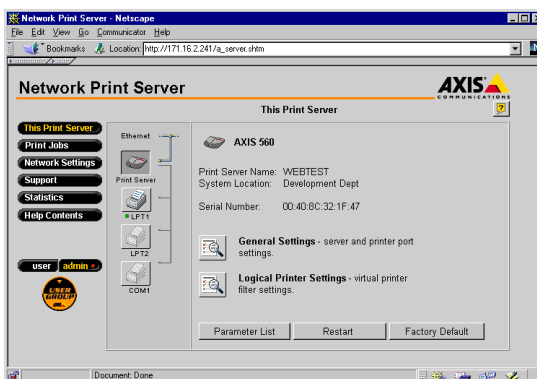 Network Print Server - Netscape
File Edit View Go Communicator Help
Bookmarks Location: http://171.16.2.241/a_server.shtm
N
Network Print Server
AXIS
COMMUNICATIONS
This Print Server
?
This Print Server
Print Jobs
Network Settings
Support
Statistics
Help Contents
user admin
USER GROUP
Ethernet
Print Server
LPT1
LPT2
COM1
AXIS 560
Print Server Name: WEBTEST
System Location: Development Dept
Serial Number: 00:40:8C:32:1F:47
General Settings - server and printer port
settings.
Logical Printer Settings - virtual printer
filter settings.
Parameter List Restart Factory Default
Document: Done